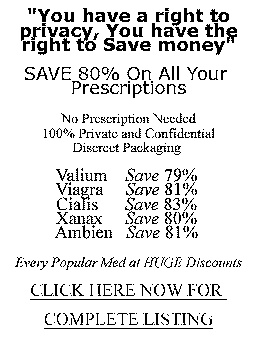 "You have a right to
privacy, You have the
right to Save money"
SAVE 80% On All Your
Prescriptions
No Prescription Needed
100% Private and Confidential
Discreet Packaging
Valium Save 79%
Viagra Save 81%
Cialis Save 83%
Xanax Save 80%
Ambien Save 81%
Every Popular Med at HUGE Discounts
CLICK HERE NOW FOR
COMPLETE LISTING